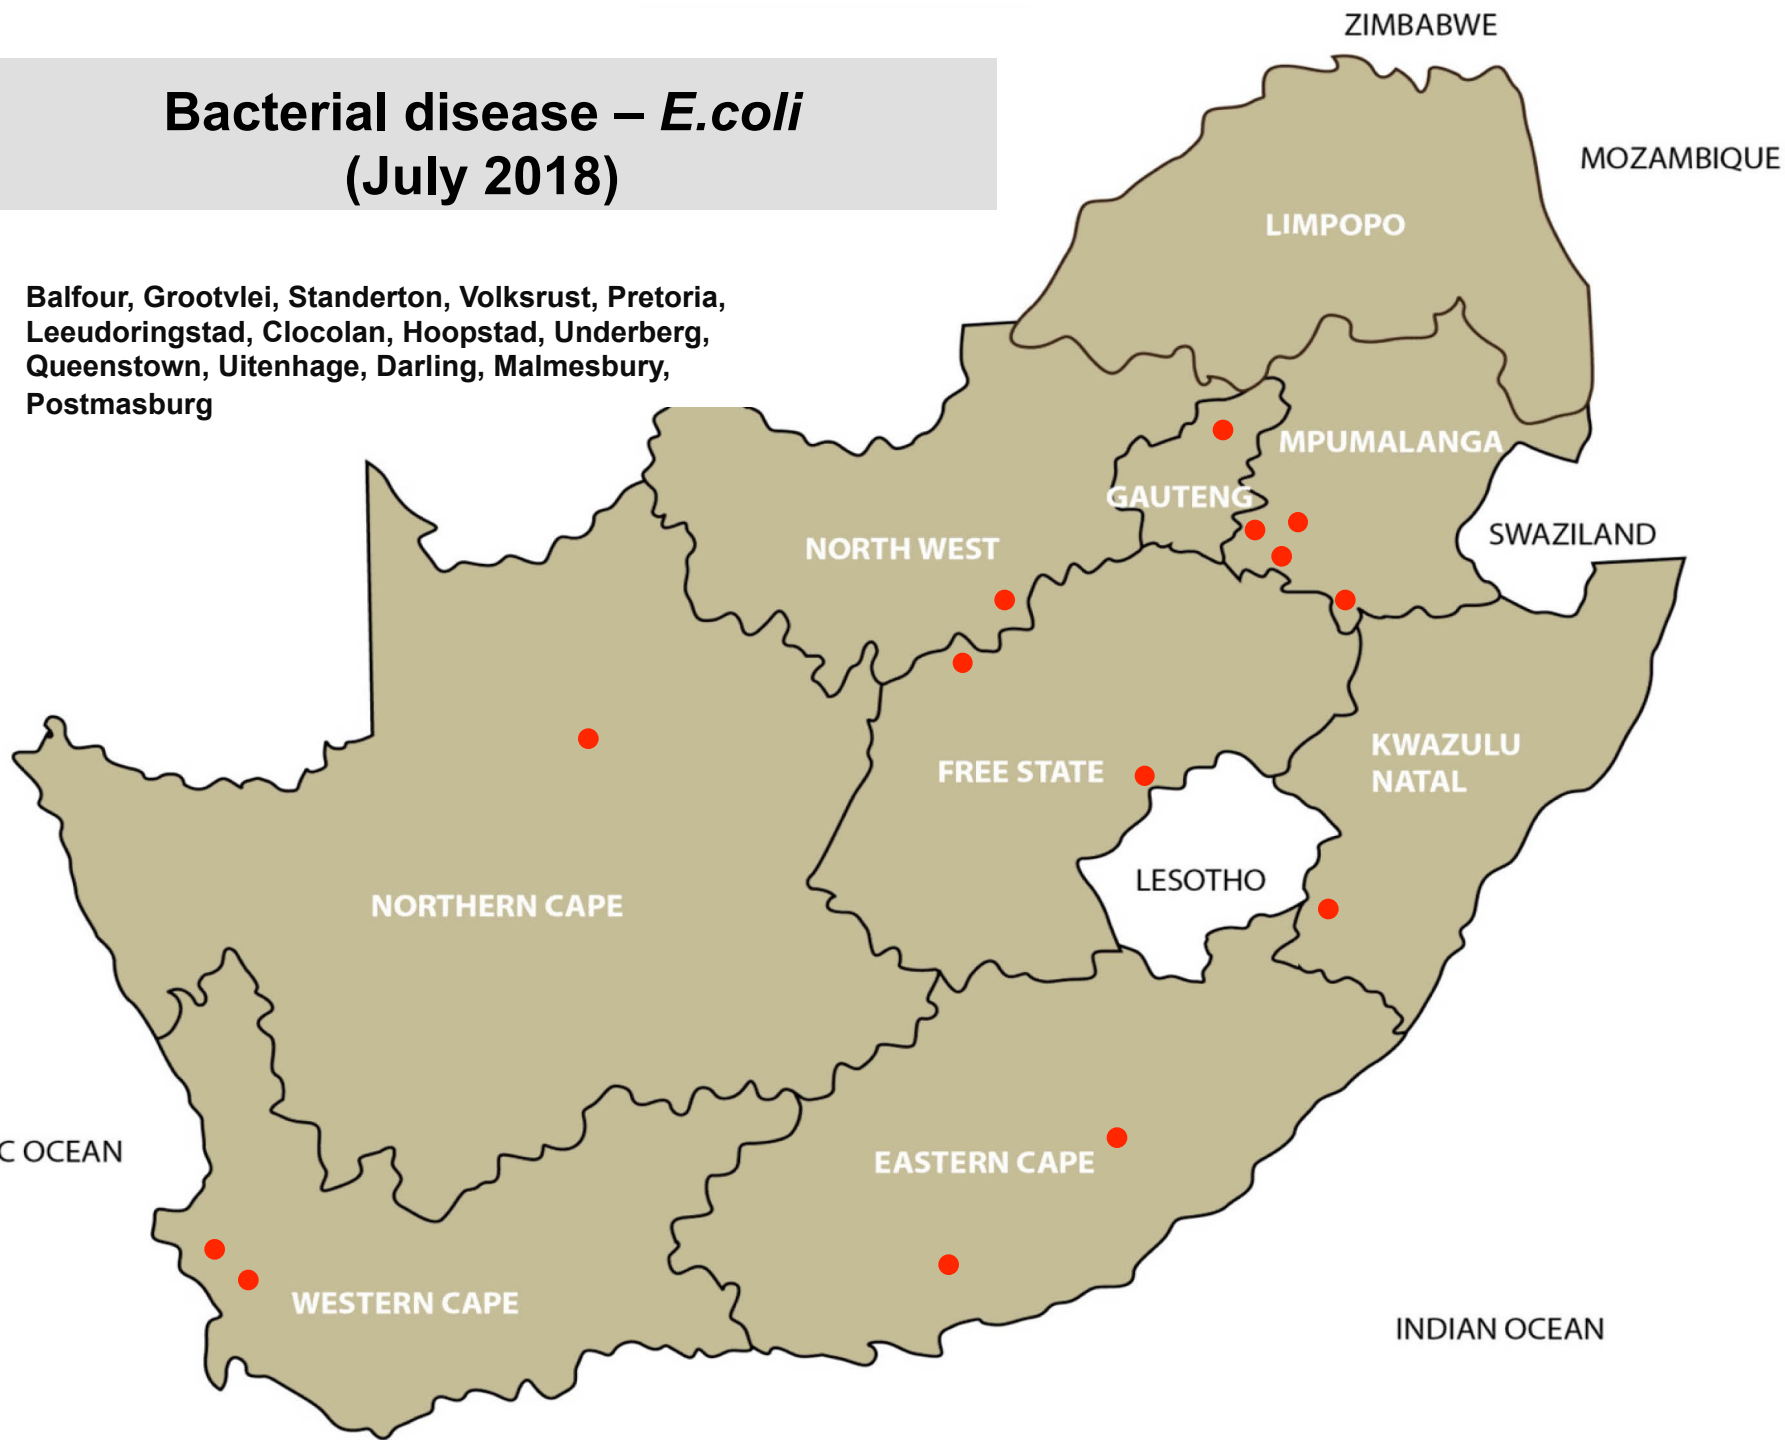 ZIMBABWE
Bacterial disease – E.coli
(July 2018)
MOZAMBIQUE
LIMPOPO
Balfour, Grootvlei, Standerton, Volksrust, Pretoria,
Leeudoringstad, Clocolan, Hoopstad, Underberg,
Queenstown, Uitenhage, Darling, Malmesbury,
Postmasburg
MPUMALANGA
GAUTENG
SWAZILAND
NORTH WEST
KWAZULU
NATAL
FREE STATE
LESOTHO
NORTHERN CAPE
C OCEAN
EASTERN CAPE
WESTERN CAPE
INDIAN OCEAN